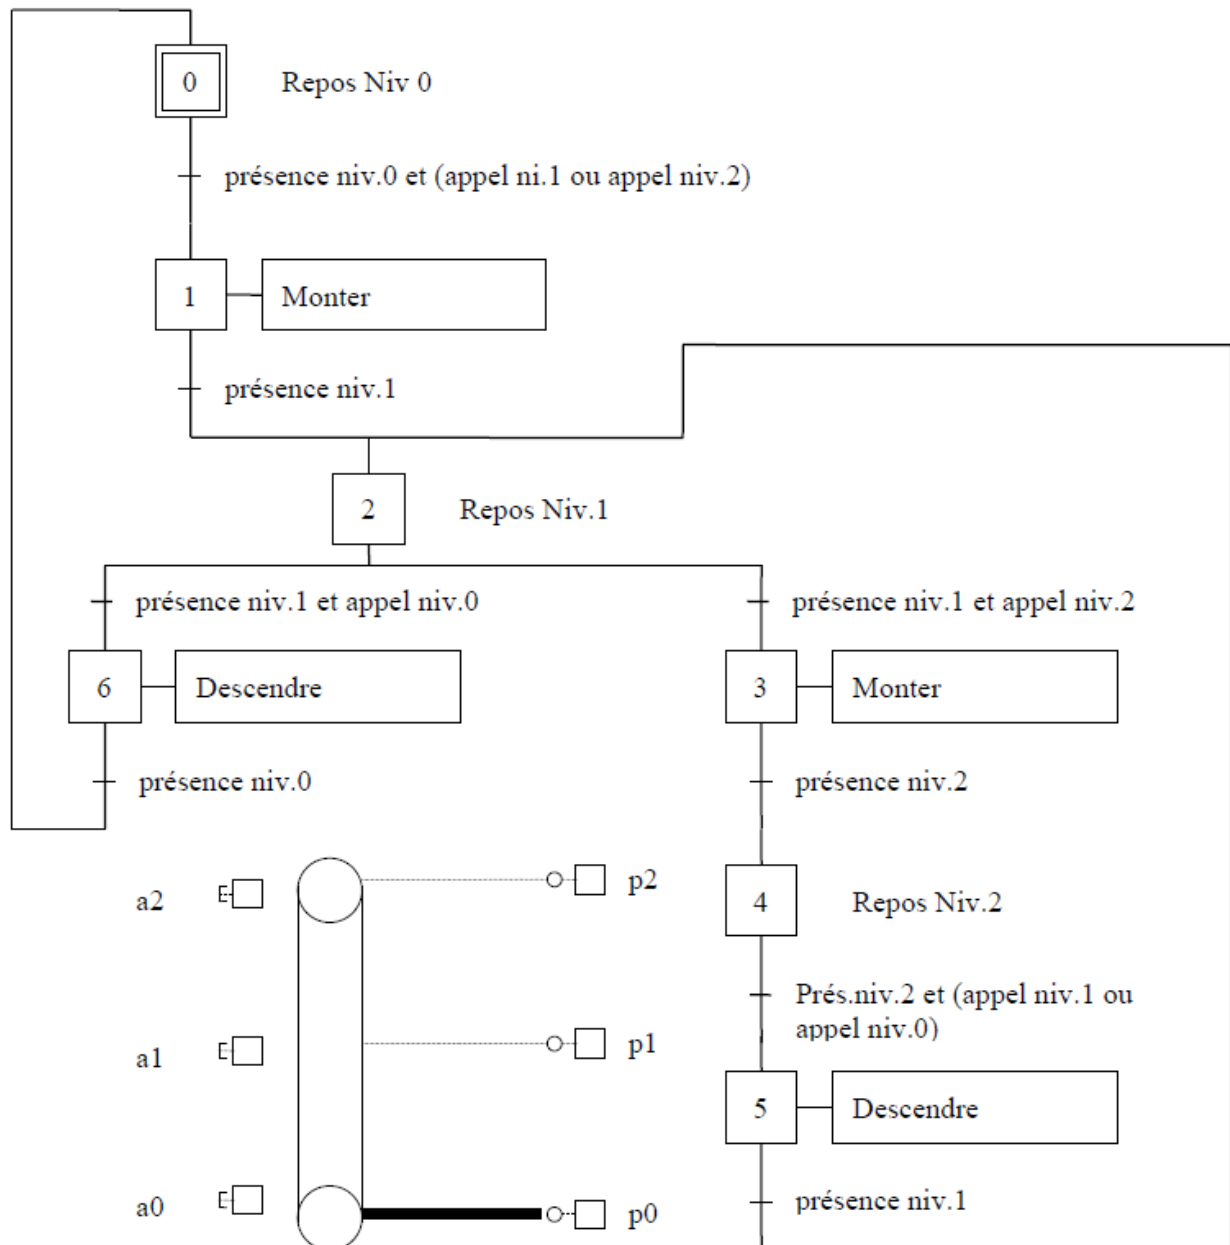 0
Repos Niv 0
présence niv.0 et (appel ni.1 ou appel niv.2)
1
Monter
présence niv.1
2
Repos Niv.1
présence niv.1 et appel niv.0
présence niv.1 et appel niv.2
6
Descendre
3
Monter
présence niv.0
présence niv.2
a2
p2
4
Repos Niv.2
Prés.niv.2 et (appel niv.1 ou
appel niv.0)
a1
p1
5
Descendre
a0
p0
présence niv.1